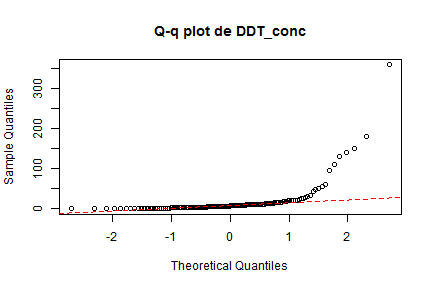 Q-q plot de DDT_conc
Sample Quantiles
300
200
100
0
-2 -1 0 1 2
Theoretical Quantiles